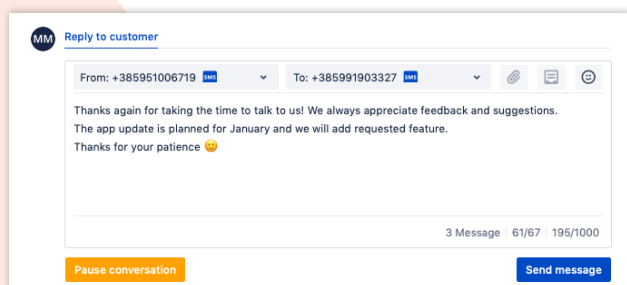 MM
Reply to customer
From: +385951006719 SMS
To: +385991903327 SMS
Thanks again for taking the time to talk to us! We always appreciate feedback and suggestions.
The app update is planned for January and we will add requested feature.
Thanks for your patience 😀
3 Message 61/67 195/1000
Pause conversation
Send message